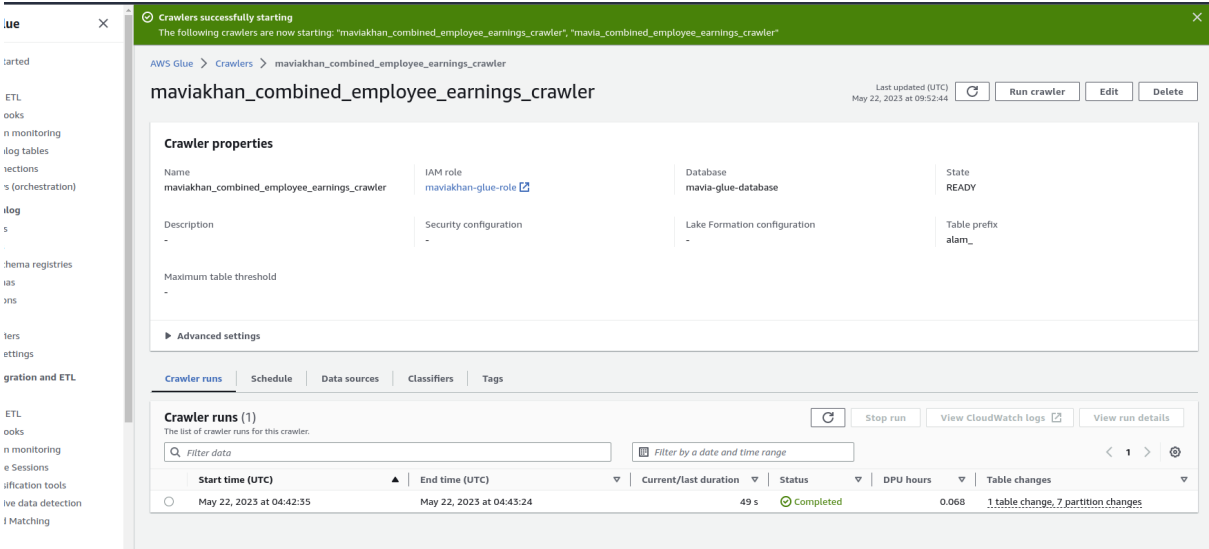 lue
Crawlers successfully starting
The following crawlers are now starting: "maviakhan_combined_employee_earnings_crawler", "mavia_combined_employee_earnings_crawler"
tarted
ETL
ooks
n monitoring
log tables
nections
s (orchestration)
log
s
hema registries
nas
ons
iers
ettings
gration and ETL
ETL
ooks
n monitoring
e Sessions
sification tools
ive data detection
d Matching
AWS Glue > Crawlers > maviakhan_combined_employee_earnings_crawler
maviakhan_combined_employee_earnings_crawler
Last updated (UTC)
May 22, 2023 at 09:52:44
Run crawler
Edit
Delete
Crawler properties
Name
maviakhan_combined_employee_earnings_crawler
IAM role
maviakhan-glue-role
Database
mavia-glue-database
State
READY
Description
-
Security configuration
-
Lake Formation configuration
-
Table prefix
alam_
Maximum table threshold
-
Advanced settings
Crawler runs
Schedule
Data sources
Classifiers
Tags
Crawler runs (1)
The list of crawler runs for this crawler.
Stop run
View CloudWatch logs
View run details
Filter data
Filter by a date and time range
< 1 >
Start time (UTC) End time (UTC) Current/last duration Status DPU hours Table changes
May 22, 2023 at 04:42:35 May 22, 2023 at 04:43:24 49 s Completed 0.068 1 table change, 7 partition changes